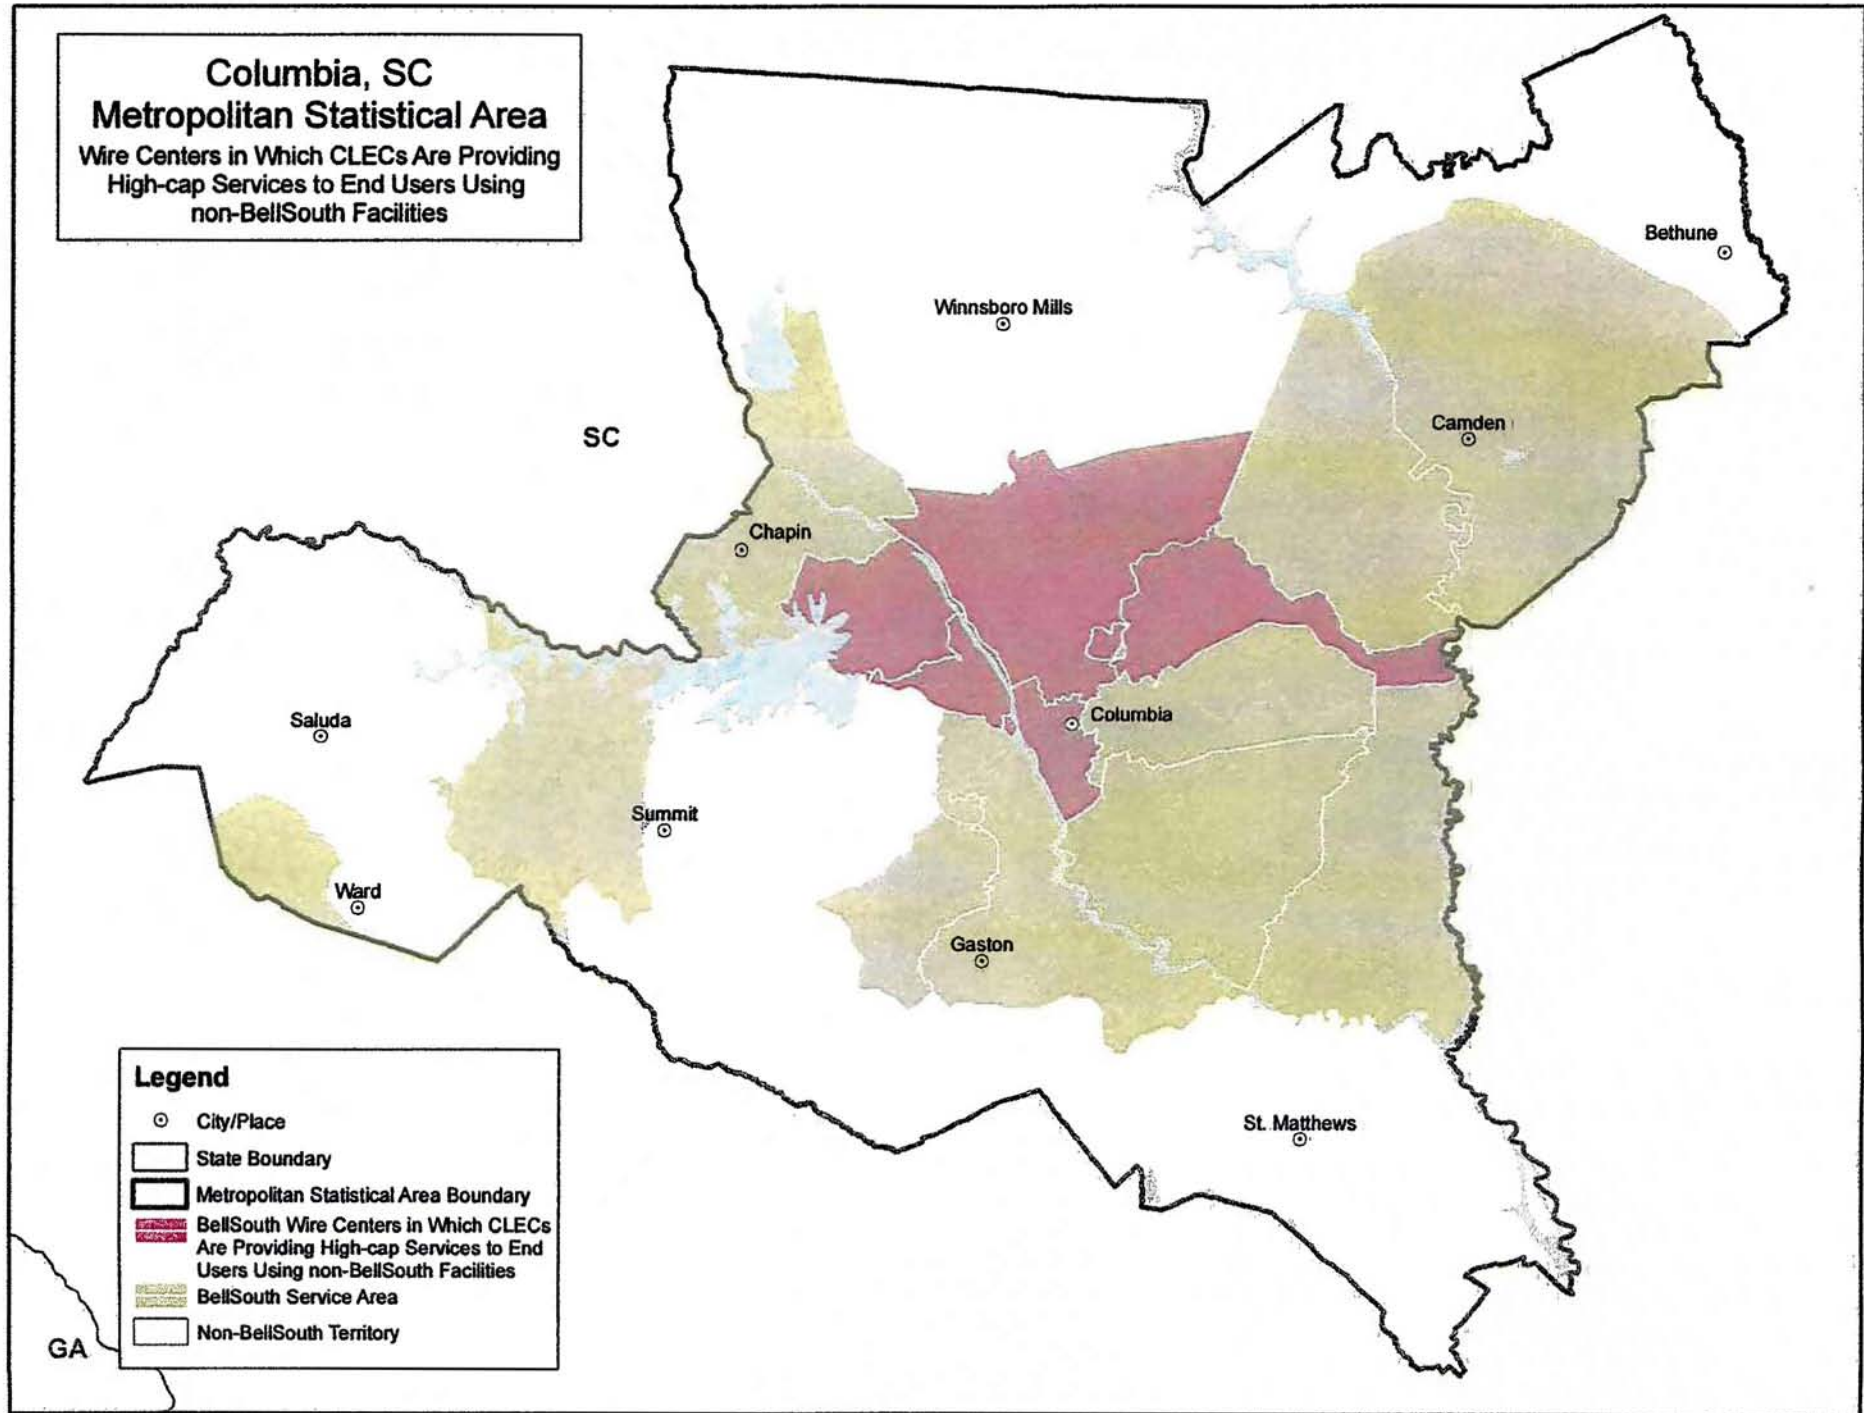 Columbia, SC
Metropolitan Statistical Area
Wire Centers in Which CLECs Are Providing
High-cap Services to End Users Using
non-BellSouth Facilities
Bethune
Winnsboro Mills
SC
Camden
Chapin
Saluda
Columbia
Summit
Ward
Gaston
St. Matthews
Legend
City/Place
State Boundary
Metropolitan Statistical Area Boundary
BellSouth Wire Centers in Which CLECs
Are Providing High-cap Services to End
Users Using non-BellSouth Facilities
BellSouth Service Area
Non-BellSouth Territory
GA